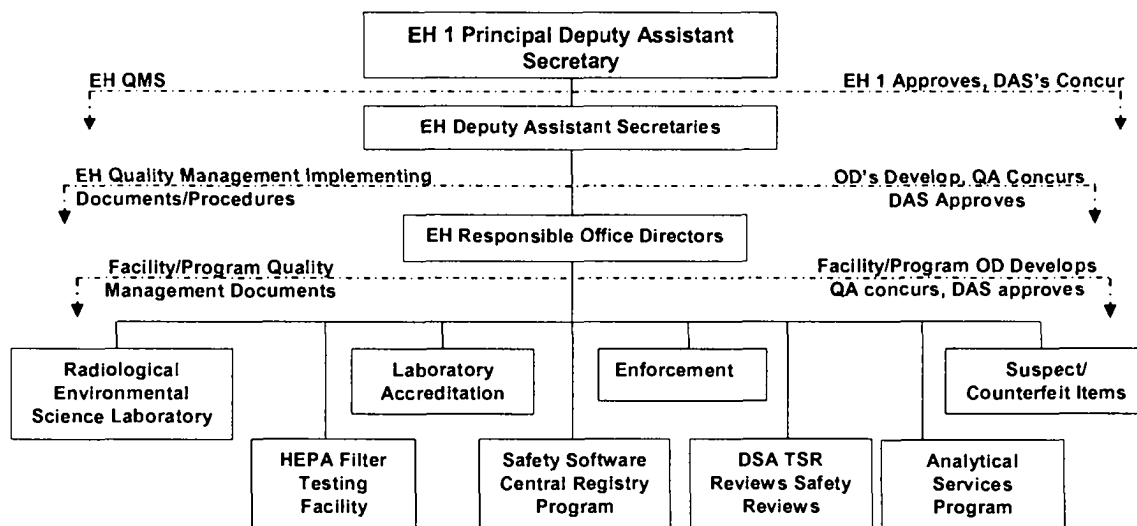 EH 1 Principal Deputy Assistant
Secretary
EH QMS
EH 1 Approves, DAS's Concur
EH Deputy Assistant Secretaries
EH Quality Management Implementing
Documents/Procedures
OD's Develop, QA Concurs
DAS Approves
EH Responsible Office Directors
Facility/Program Quality
Management Documents
Facility/Program OD Develops
QA concurs, DAS approves
Radiological
Environmental
Science Laboratory
Laboratory
Accreditation
Enforcement
Suspect/
Counterfeit Items
HEPA Filter
Testing
Facility
Safety Software
Central Registry
Program
DSA TSR
Reviews Safety
Reviews
Analytical
Services
Program